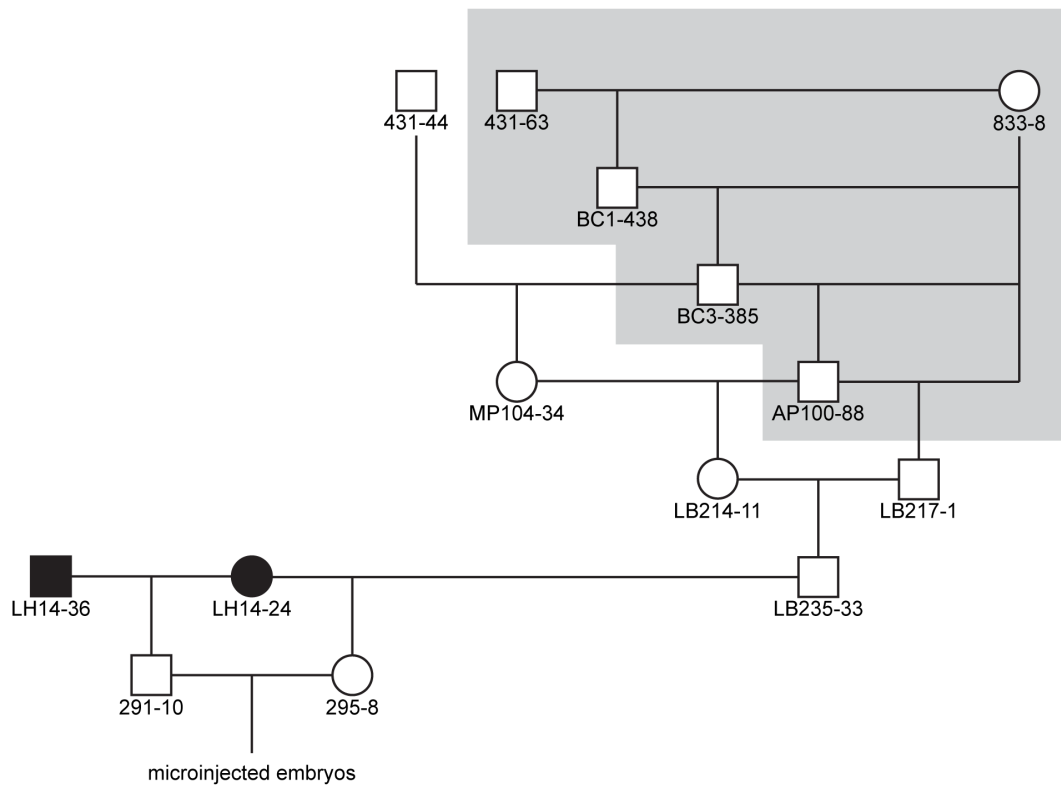 431-44
431-63
833-8
BC1-438
BC3-385
MP104-34
AP100-88
LB214-11
LB217-1
LH14-36
LH14-24
LB235-33
291-10
295-8
microinjected embryos